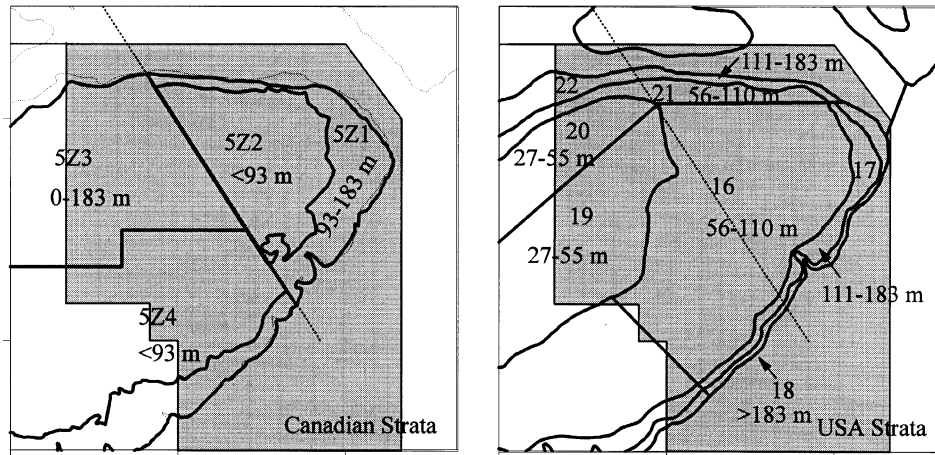 5Z3
0-183 m
5Z2
<93 m
5Z1
93-183 m
5Z4
<93 m
Canadian Strata
111-183 m
22
21
56-110 m
20
27-55 m
17
16
19
56-110 m
27-55 m
111-183 m
18
>183 m
USA Strata